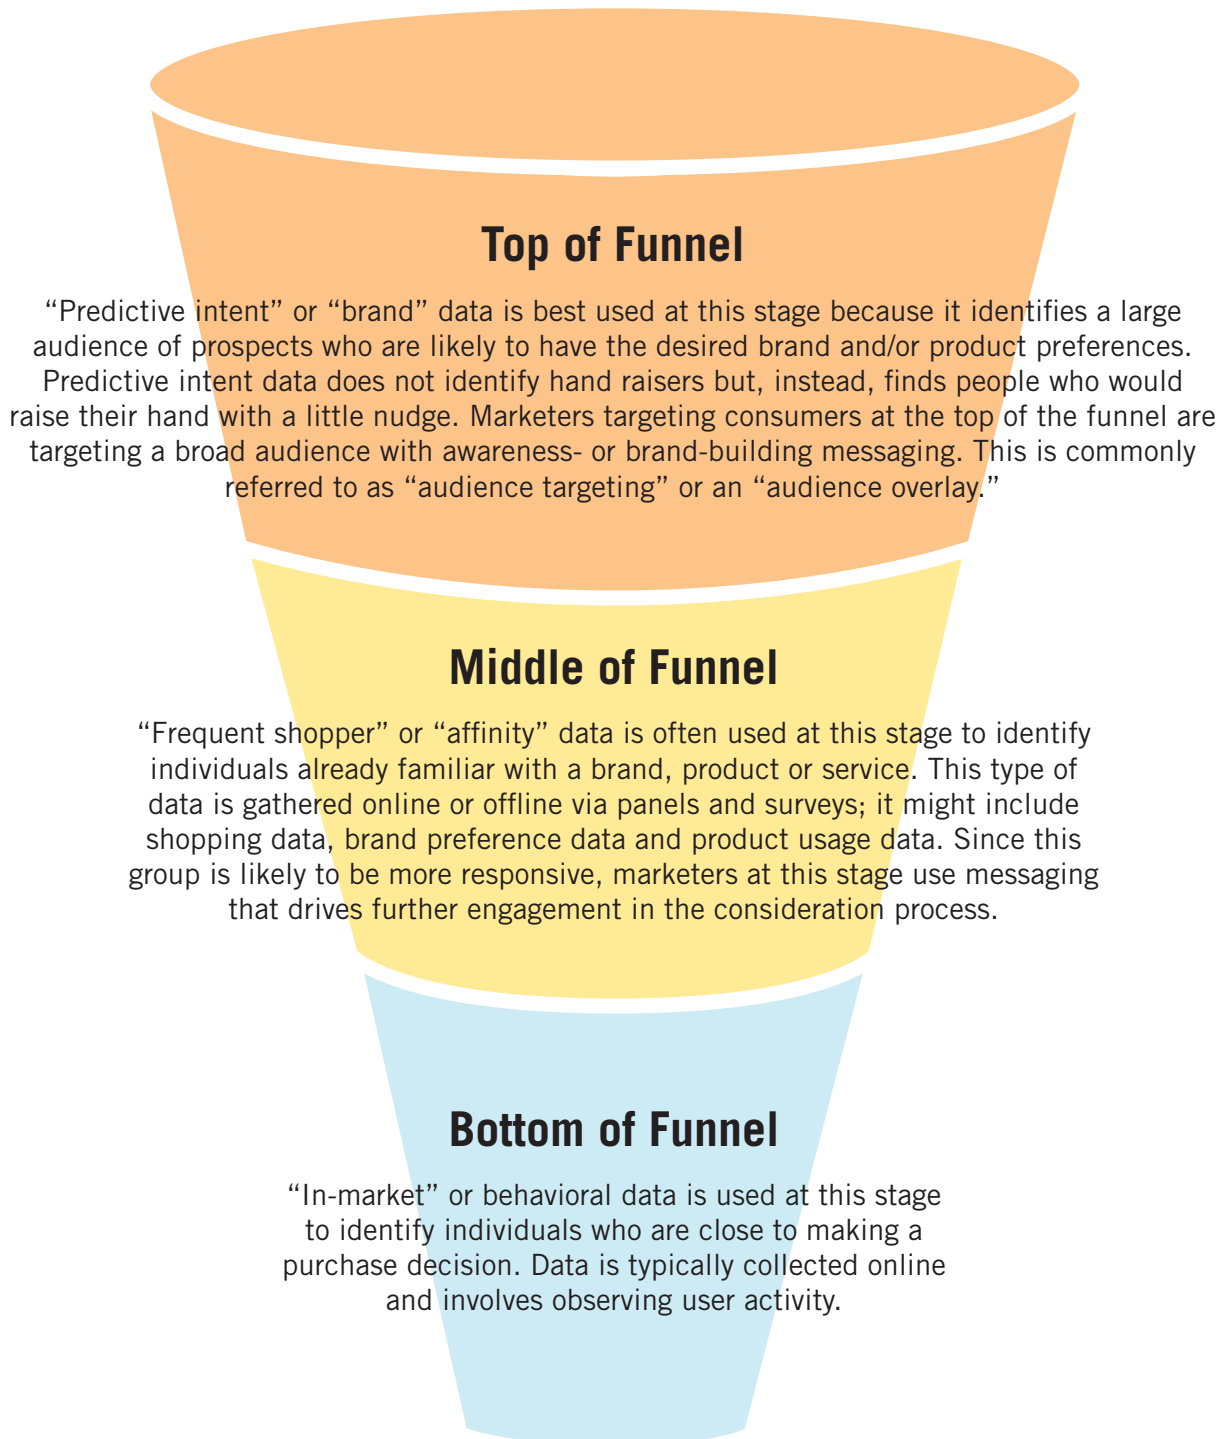 Top of Funnel
“Predictive intent” or “brand” data is best used at this stage because it identifies a large
audience of prospects who are likely to have the desired brand and/or product preferences.
Predictive intent data does not identify hand raisers but, instead, finds people who would
raise their hand with a little nudge. Marketers targeting consumers at the top of the funnel are
targeting a broad audience with awareness- or brand-building messaging. This is commonly
referred to as “audience targeting” or an “audience overlay.”
Middle of Funnel
“Frequent shopper” or “affinity” data is often used at this stage to identify
individuals already familiar with a brand, product or service. This type of
data is gathered online or offline via panels and surveys; it might include
shopping data, brand preference data and product usage data. Since this
group is likely to be more responsive, marketers at this stage use messaging
that drives further engagement in the consideration process.
Bottom of Funnel
“In-market” or behavioral data is used at this stage
to identify individuals who are close to making a
purchase decision. Data is typically collected online
and involves observing user activity.